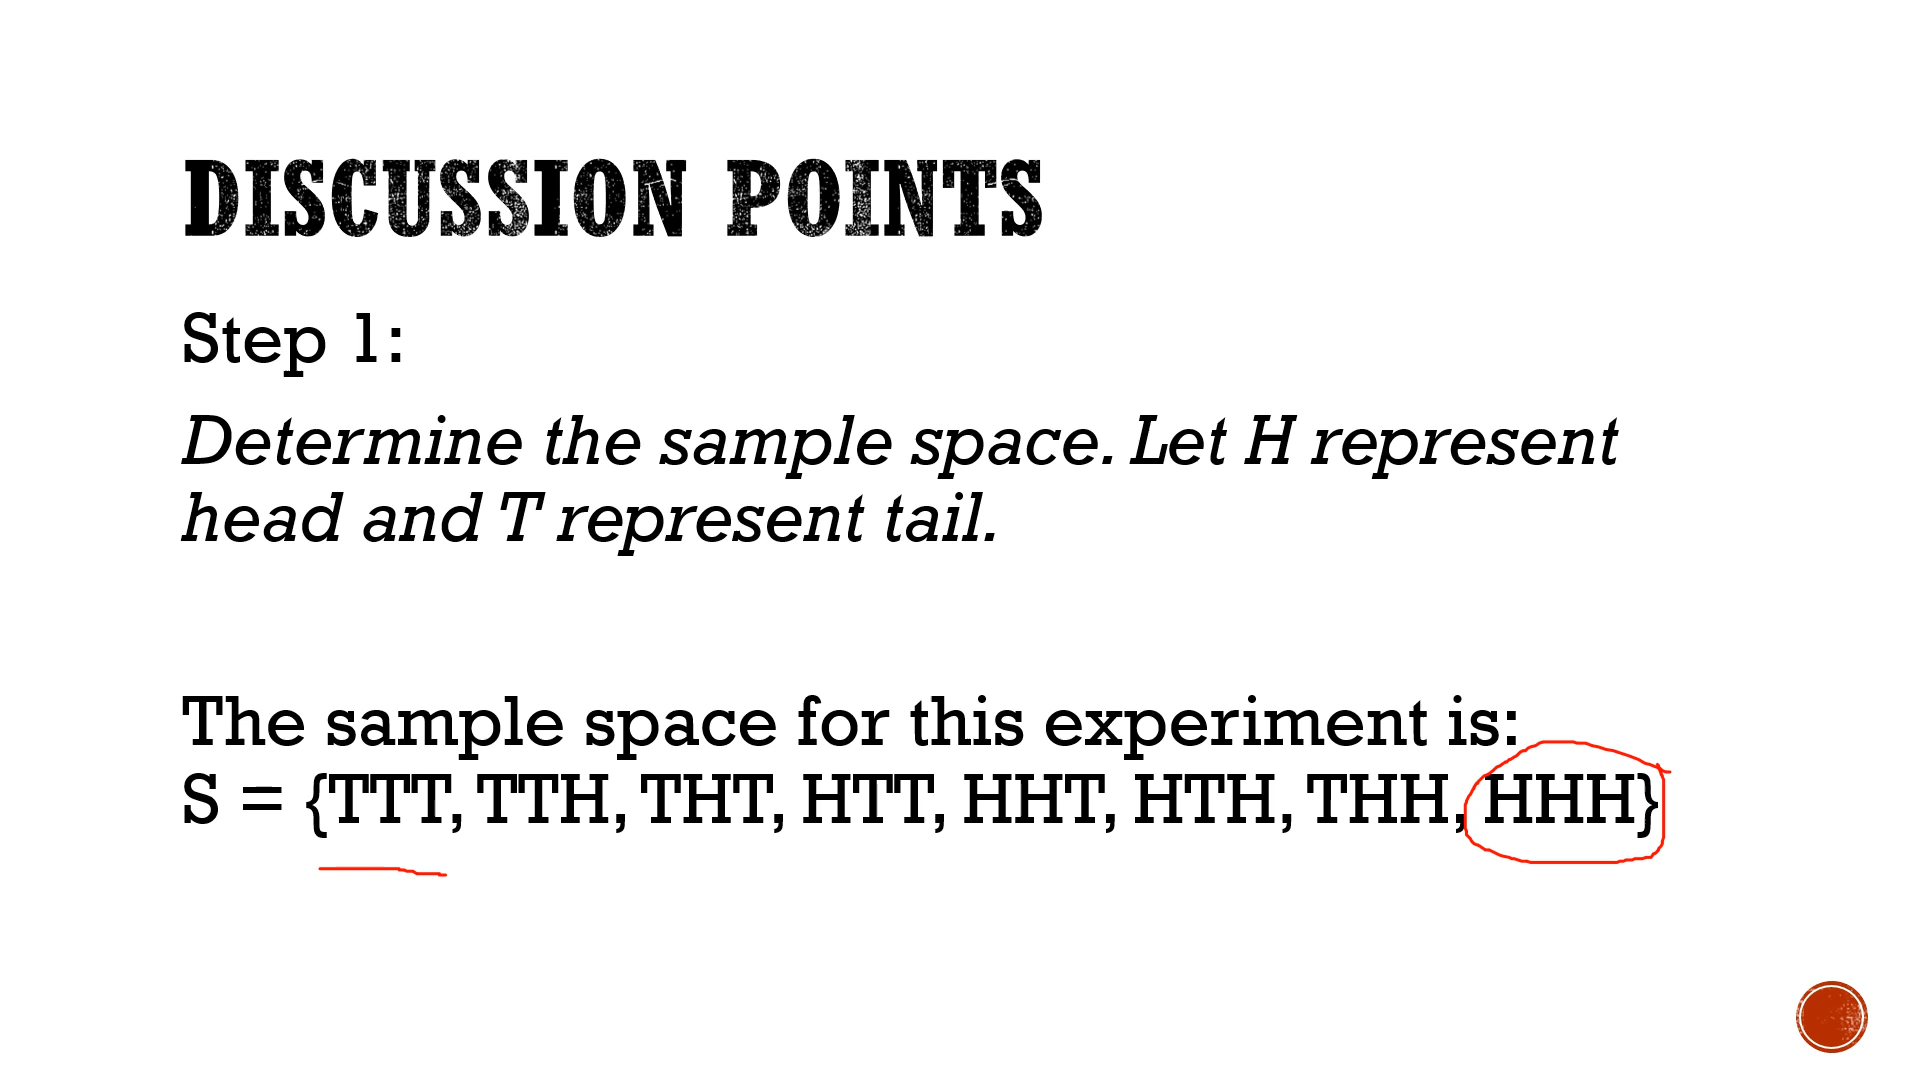 DISCUSSION POINTS
Step 1:
Determine the sample space. Let H represent
head and T represent tail.
The sample space for this experiment is:
S = {TTT, TTH, THT, HTT, HHT, HTH, THH, HHH}